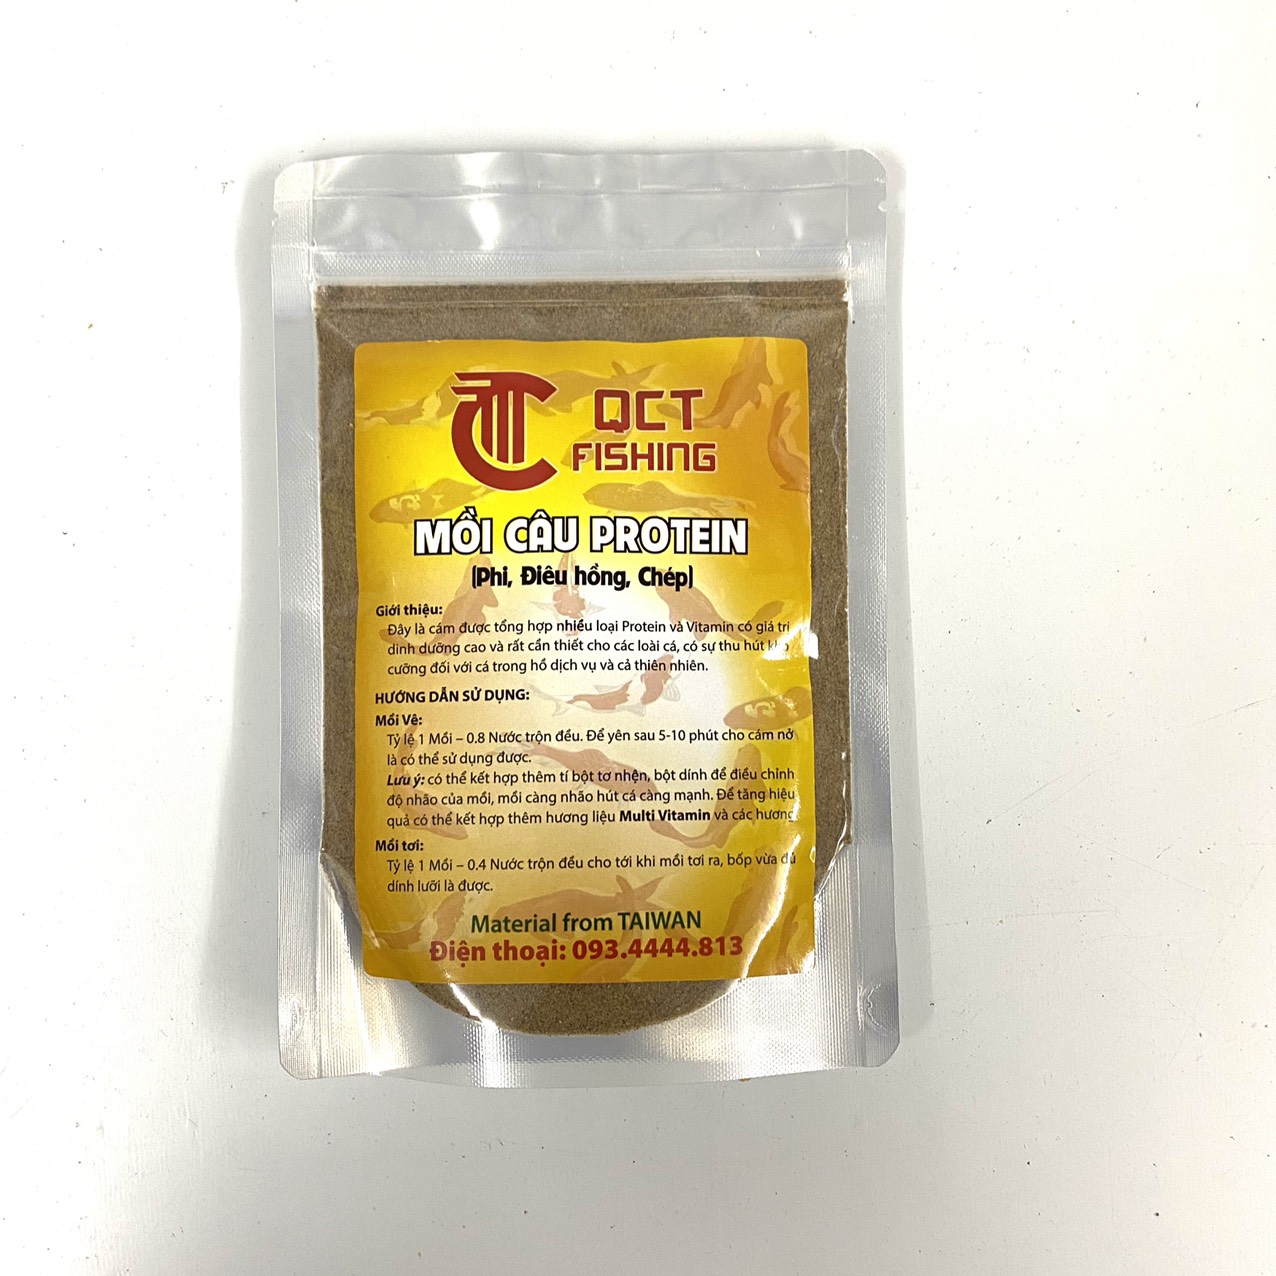 QCT
FISHING
MỒI CÂU PROTEIN
(Phi, Điêu hồng, Chép)
Giới thiệu:
Đây là cám được tổng hợp nhiều loại Protein và Vitamin có giá trị
dinh dưỡng cao và rất cần thiết cho các loài cá, có sự thu hút
cưỡng đối với cá trong hồ dịch vụ và cả thiên nhiên.
HƯỚNG DẪN SỬ DỤNG:
Mồi Vê:
Tỷ lệ 1 Mồi – 0.8 Nước trộn đều. Để yên sau 5-10 phút cho cám nở
là có thể sử dụng được.
Lưu ý: có thể kết hợp thêm tí bột tơ nhện, bột dính để điều chỉnh
độ nhão của mồi, mồi càng nhão hút cá càng mạnh. Để tăng hiệu
quả có thể kết hợp thêm hương liệu Multi Vitamin và các hương
Mồi tơi:
Tỷ lệ 1 Mồi – 0.4 Nước trộn đều cho tới khi mồi tơi ra, bốp vừa đủ
dính lưỡi là được.
Material from TAIWAN
Điện thoại: 093.4444.813